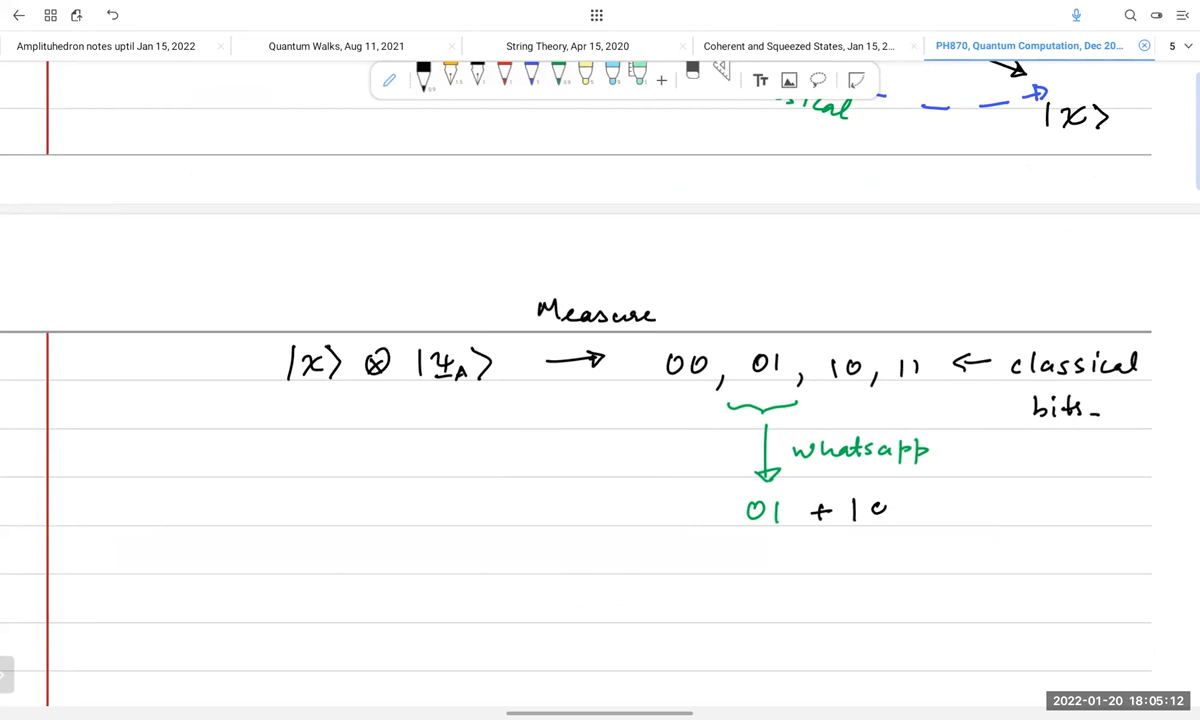 Amplituhedron notes uptil Jan 15, 2022 Quantum Walks, Aug 11, 2021 String Theory, Apr 15, 2020 Coherent and Squeezed States, Jan 15, 2... PH870, Quantum Computation, Dec 20... 5
Tт
|x>
Measure
|x> ⊗ |Ψ_A> → 00, 01, 10, 11 ← classical
bits-
whatsapp
01 + 10
2022-01-20 18:05:12